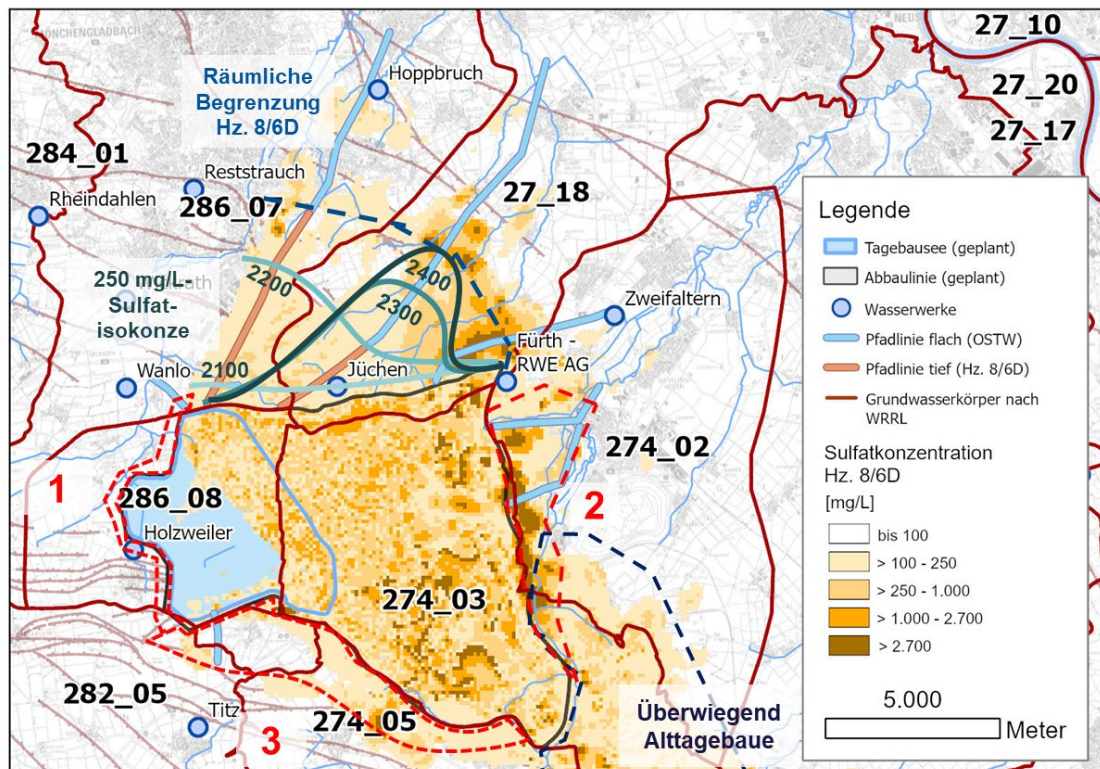 MÖNCHENGLADBACH
NEUS
27_10
27_20
27_17
Räumliche
Begrenzung
Hz. 8/6D
Hoppbruch
284_01
Reststrauch
286_07
27_18
Rheindahlen
250 mg/L-
Sulfat-
isokonze
2200
2400
2300
2100
Zweifaltern
Fürth -
RWE AG
Wanlo
Jüchen
274_02
1
286_08
2
Holzweiler
274_03
282_05
Titz
3
274_05
Überwiegend
Alttagebaue
Legende
Tagebausee (geplant)
Abbaulinie (geplant)
Wasserwerke
Pfadlinie flach (OSTW)
Pfadlinie tief (Hz. 8/6D)
Grundwasserkörper nach
WRRL
Sulfatkonzentration
Hz. 8/6D
[mg/L]
bis 100
> 100 - 250
> 250 - 1.000
> 1.000 - 2.700
> 2.700
5.000
Meter